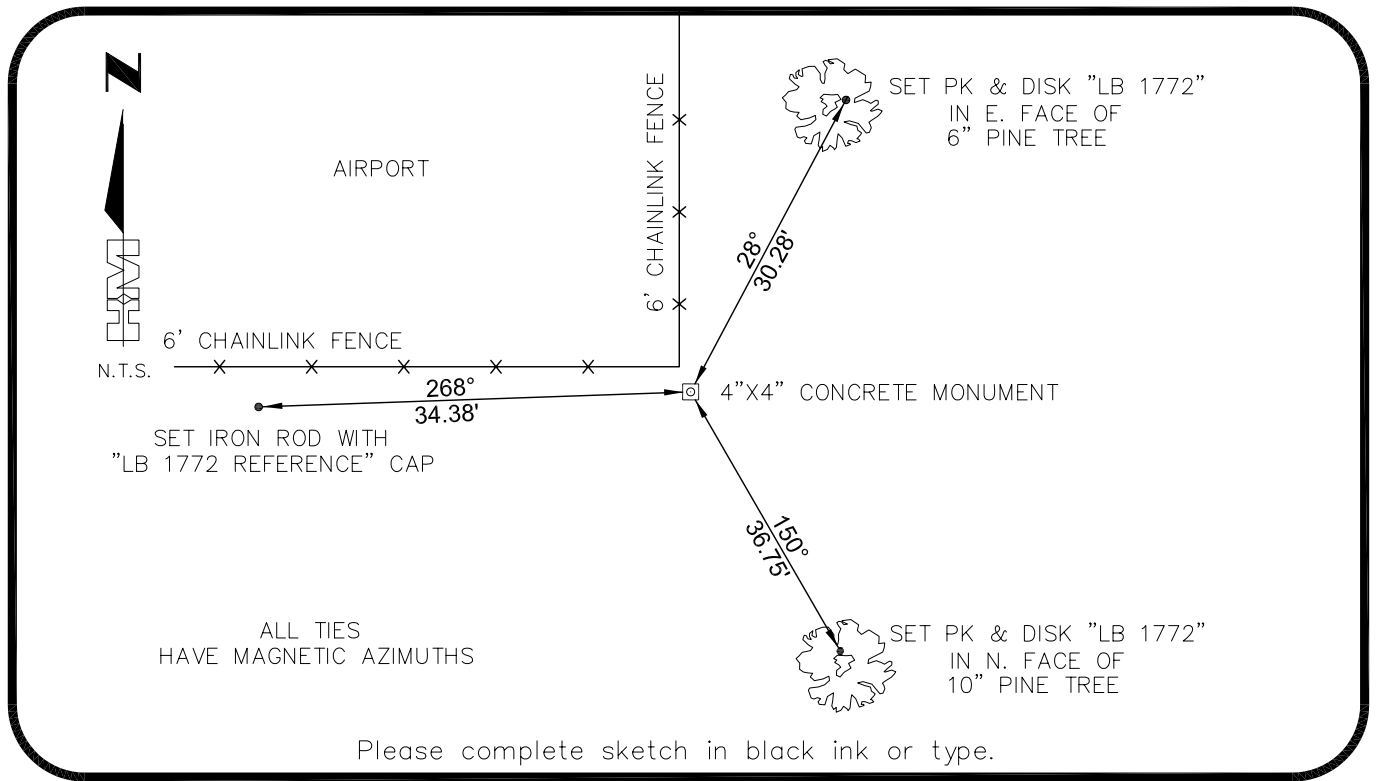 N
SET PK & DISK "LB 1772"
IN E. FACE OF
6" PINE TREE
AIRPORT
6' CHAINLINK FENCE
28°
30.28'
HM
6' CHAINLINK FENCE
N.T.S.
268°
34.38'
4"X4" CONCRETE MONUMENT
SET IRON ROD WITH
"LB 1772 REFERENCE" CAP
150°
36.75'
ALL TIES
HAVE MAGNETIC AZIMUTHS
SET PK & DISK "LB 1772"
IN N. FACE OF
10" PINE TREE
Please complete sketch in black ink or type.